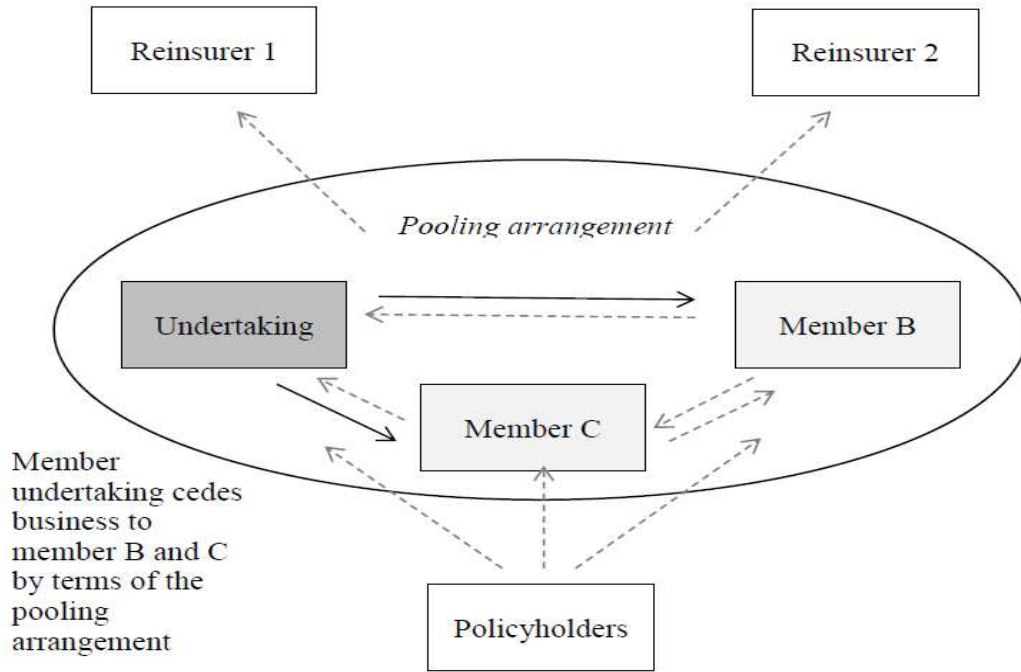 Reinsurer 1
Reinsurer 2
Pooling arrangement
Undertaking
Member B
Member C
Member
undertaking cedes
business to
member B and C
by terms of the
pooling
arrangement
Policyholders